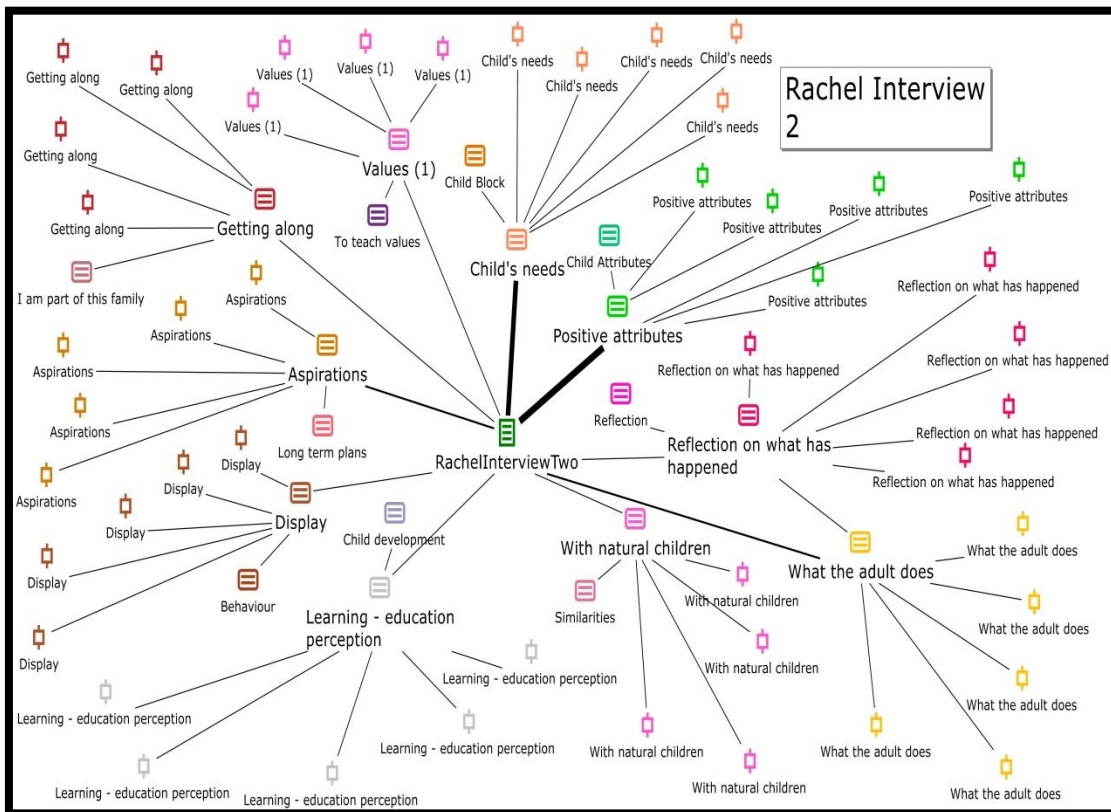 Rachel Interview
2
Getting along
Getting along
Getting along
Getting along
Getting along
I am part of this family
Values (1)
Values (1)
Values (1)
Values (1)
Values (1)
To teach values
Child's needs
Child's needs
Child's needs
Child's needs
Child's needs
Child Block
Child's needs
Positive attributes
Positive attributes
Positive attributes
Positive attributes
Child Attributes
Positive attributes
Positive attributes
Aspirations
Aspirations
Aspirations
Aspirations
Aspirations
Aspirations
Long term plans
Reflection on what has happened
Reflection on what has happened
Reflection on what has happened
Reflection on what has happened
Reflection on what has happened
Reflection
Reflection on what has
happened
RachelInterviewTwo
Display
Display
Display
Display
Display
Display
Behaviour
Child development
Learning - education
perception
Learning - education perception
Learning - education perception
Learning - education perception
Learning - education perception
Learning - education perception
With natural children
Similarities
With natural children
With natural children
With natural children
With natural children
What the adult does
What the adult does
What the adult does
What the adult does
What the adult does
What the adult does